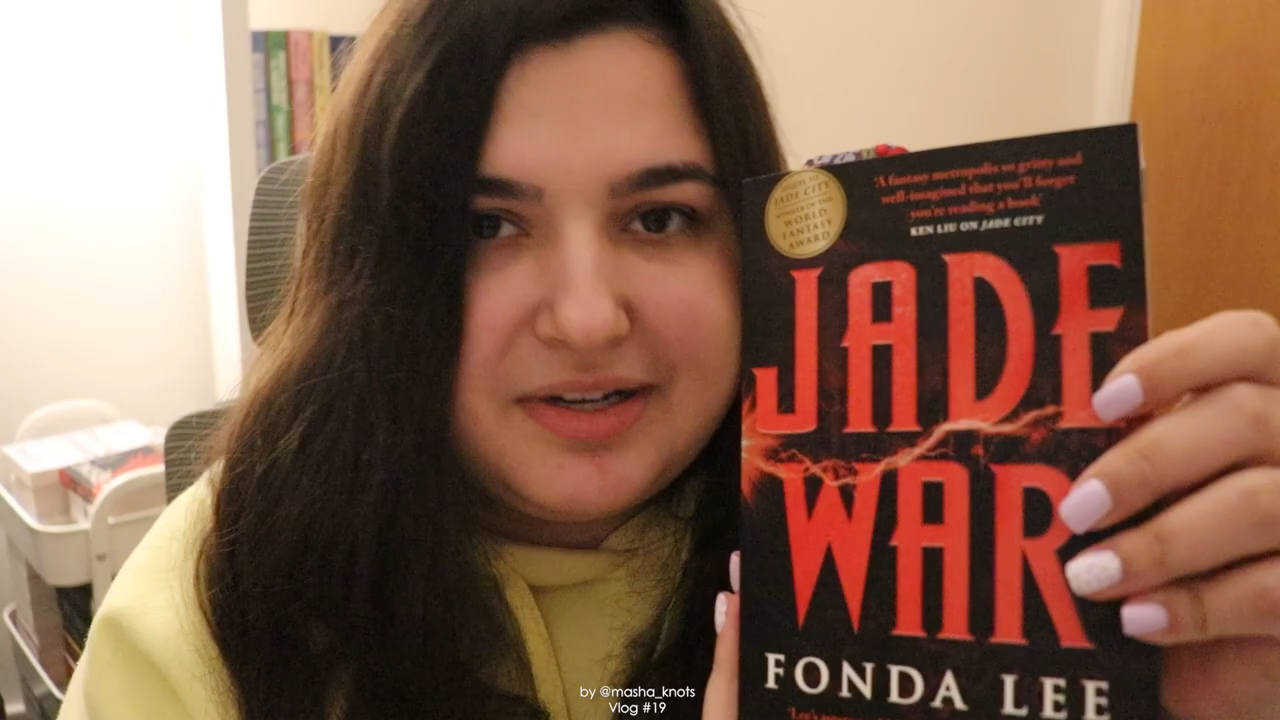 SEQUEL TO
JADE CITY
WINNER OF THE
WORLD
FANTASY
AWARD
'A fantasy metropolis so gritty and
well-imagined that you'll forget
you're reading a book'
KEN LIU ON JADE CITY
JADE
WAR
FONDA LEE
by @masha_knots
Vlog #19